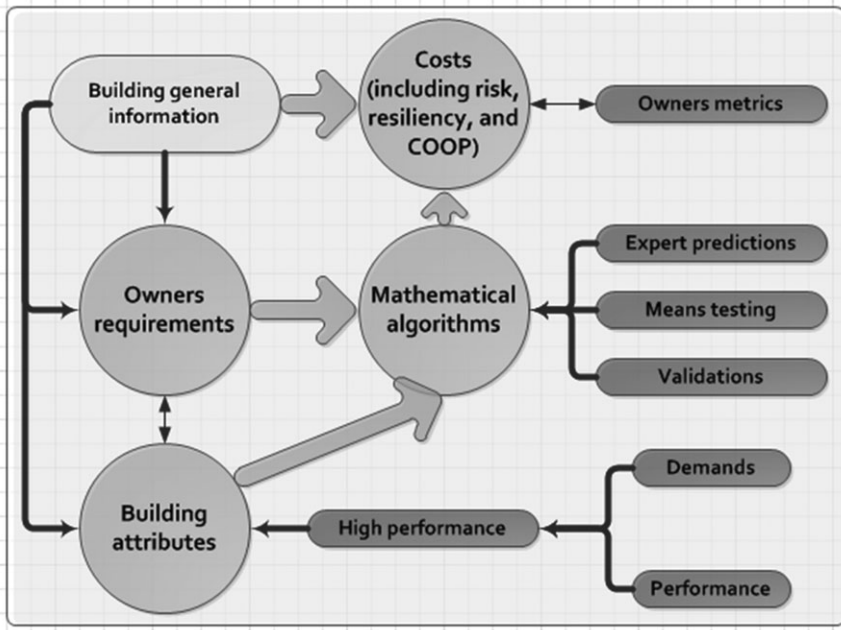 Building general
information
Costs
(including risk,
resiliency, and
COOP)
Owners metrics
Owners
requirements
Mathematical
algorithms
Expert predictions
Means testing
Validations
Building
attributes
High performance
Demands
Performance